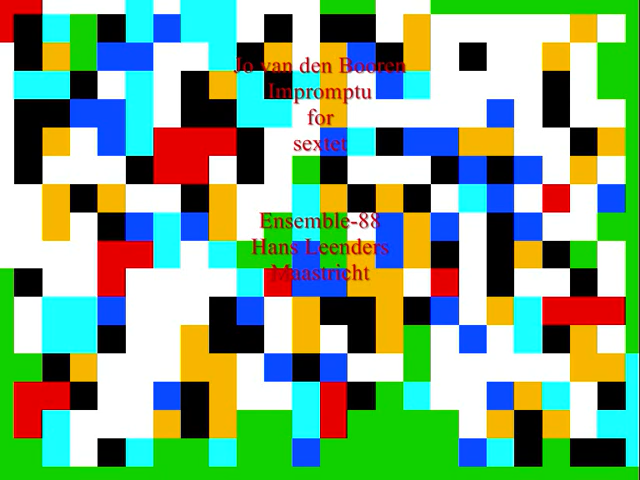 Jo van den Booren
Impromptu
for
sextet
Ensemble-88
Hans Leenders
Maastricht